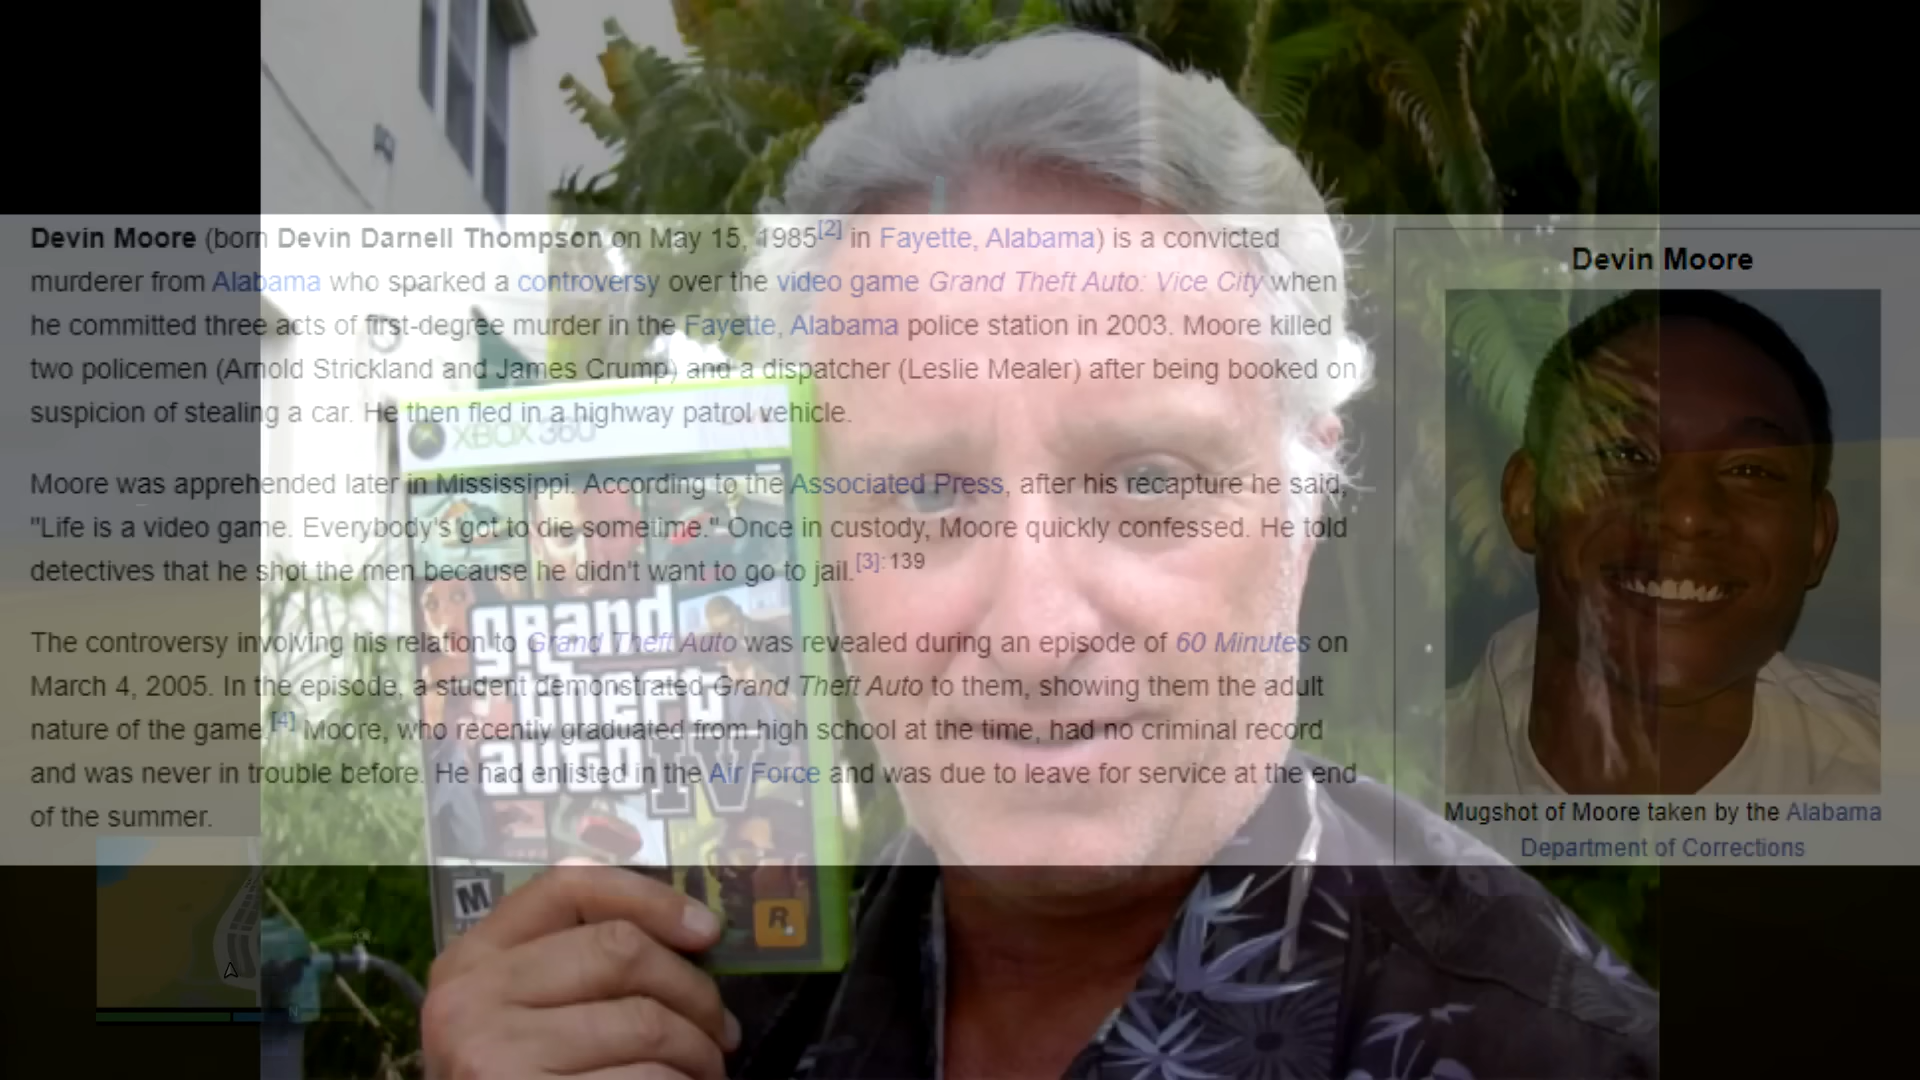 Devin Moore (born Devin Darnell Thompson on May 15, 1985[2] in Fayette, Alabama) is a convicted
murderer from Alabama who sparked a controversy over the video game Grand Theft Auto: Vice City when
he committed three acts of first-degree murder in the Fayette, Alabama police station in 2003. Moore killed
two policemen (Arnold Strickland and James Crump) and a dispatcher (Leslie Mealer) after being booked on
suspicion of stealing a car. He then fled in a highway patrol vehicle.
Moore was apprehended later in Mississippi. According to the Associated Press, after his recapture he said,
"Life is a video game. Everybody's got to die sometime." Once in custody, Moore quickly confessed. He told
detectives that he shot the men because he didn't want to go to jail.[3]:139
The controversy involving his relation to Grand Theft Auto was revealed during an episode of 60 Minutes on
March 4, 2005. In the episode, a student demonstrated Grand Theft Auto to them, showing them the adult
nature of the game.[4] Moore, who recently graduated from high school at the time, had no criminal record
and was never in trouble before. He had enlisted in the Air Force and was due to leave for service at the end
of the summer.
Devin Moore
Mugshot of Moore taken by the Alabama
Department of Corrections
XBOX 360
grand
theft
auto IV
M
R
N